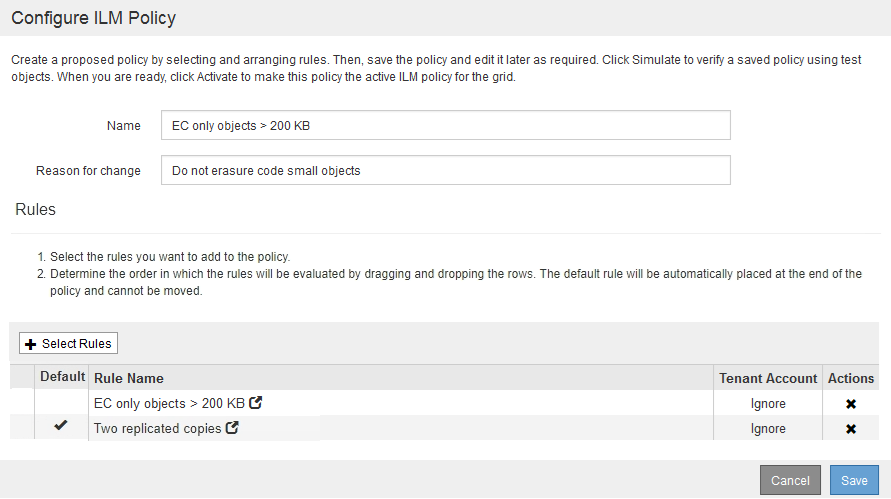 Configure ILM Policy
Create a proposed policy by selecting and arranging rules. Then, save the policy and edit it later as required. Click Simulate to verify a saved policy using test
objects. When you are ready, click Activate to make this policy the active ILM policy for the grid.
Name EC only objects > 200 KB
Reason for change Do not erasure code small objects
Rules
1. Select the rules you want to add to the policy.
2. Determine the order in which the rules will be evaluated by dragging and dropping the rows. The default rule will be automatically placed at the end of the
policy and cannot be moved.
Select Rules
Default Rule Name Tenant Account Actions
EC only objects > 200 KB Ignore
Two replicated copies Ignore
Cancel Save